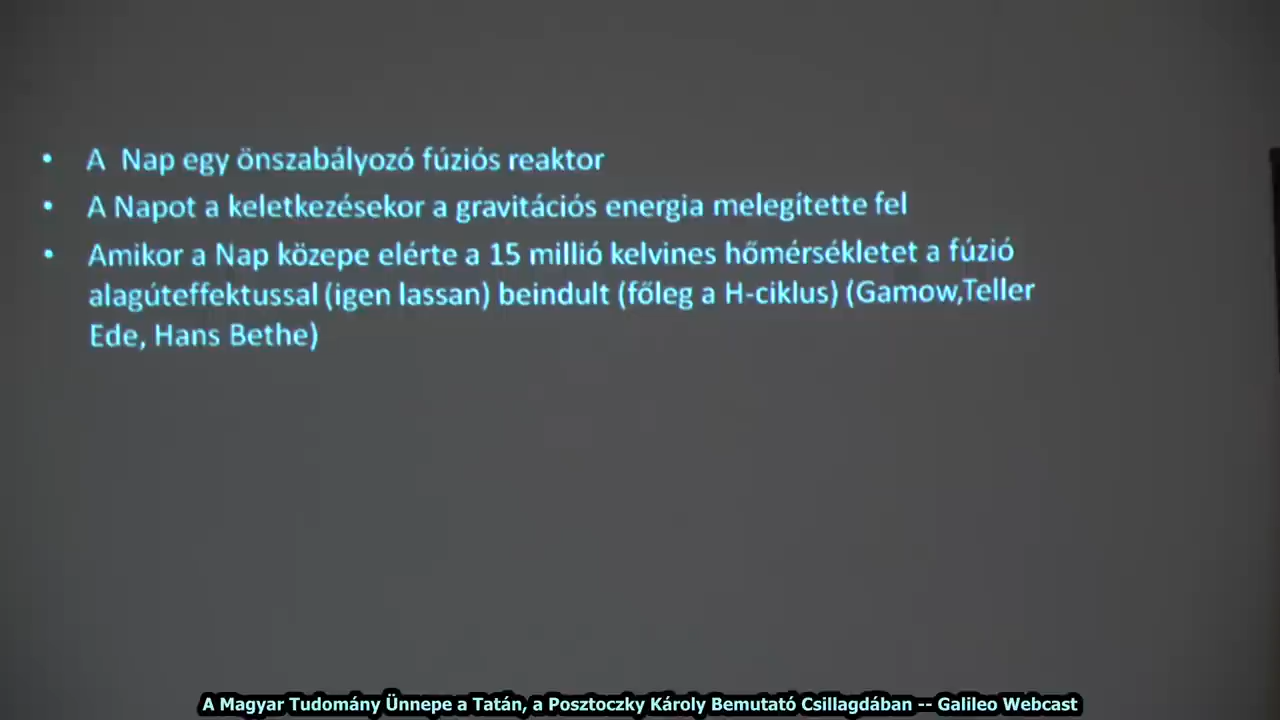 • A Nap egy önszabályozó fúziós reaktor
• A Napot a keletkezésekor a gravitációs energia melegítette fel
• Amikor a Nap közepe elérte a 15 millió kelvines hőmérsékletet a fúzió
alagúteffektussal (igen lassan) beindult (főleg a H-ciklus) (Gamow,Teller
Ede, Hans Bethe)
A Magyar Tudomány Ünnepe a Tatán, a Posztoczky Károly Bemutató Csillagdában -- Galileo Webcast